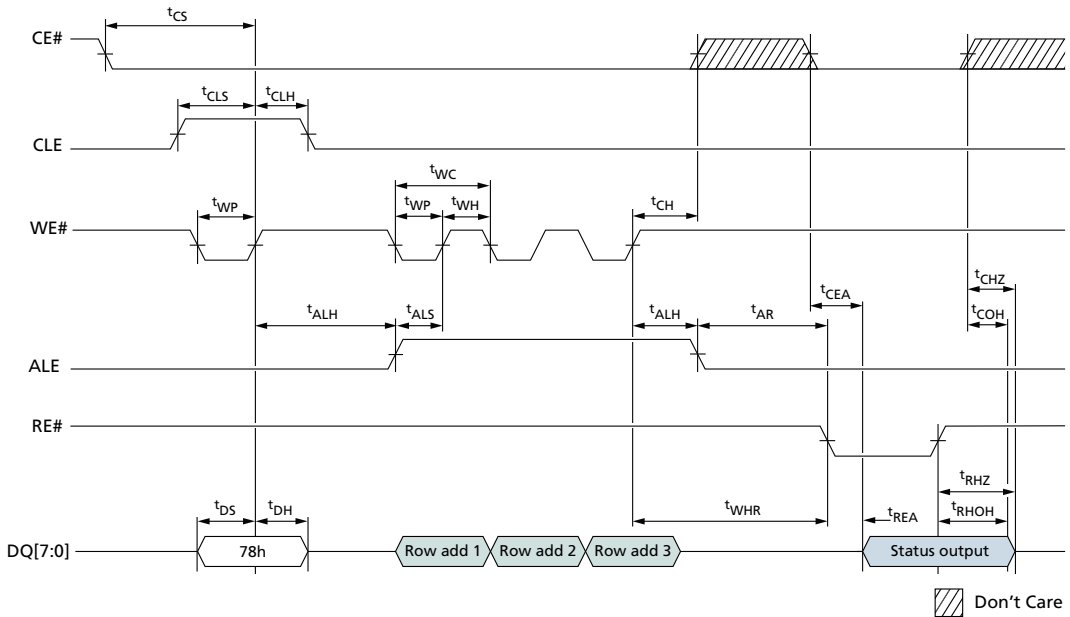 tCS
CE#
tCLS tCLH
CLE
tWC
tWP tWP tWH tCH
WE#
tCEA tCHZ
tALH tALS tALH tAR tCOH
ALE
RE#
tRHZ
tDS tDH tWHR tREA tRHOH
DQ[7:0] 78h Row add 1 Row add 2 Row add 3 Status output
Don't Care